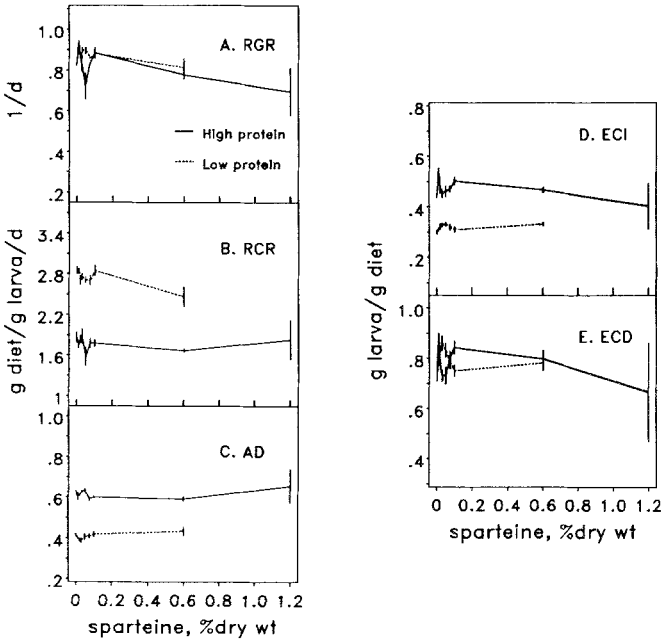 A. RGR
1/d
1.0
.8
.6
.4
.2
High protein
Low protein
B. RCR
g diet/g larva/d
3.4
2.8
2.2
1.6
1
C. AD
1.0
.8
.6
.4
.2
0 0.2 0.4 0.6 0.8 1.0 1.2
sparteine, %dry wt
D. ECI
g larva/g diet
.8
.6
.4
.2
E. ECD
1.0
.8
.6
.4
0 0.2 0.4 0.6 0.8 1.0 1.2
sparteine, %dry wt